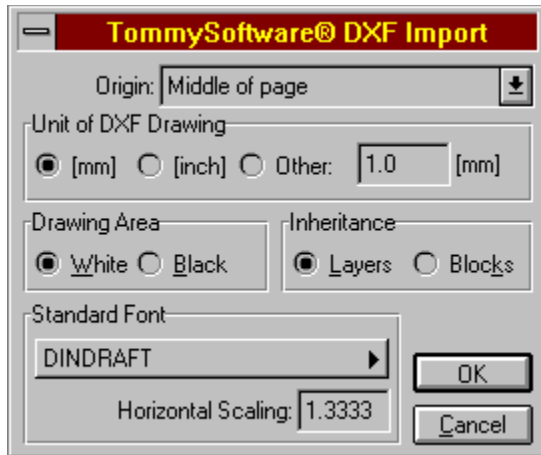 TommySoftware® DXF Import
Origin: Middle of page
Unit of DXF Drawing
[mm] [inch] Other: 1.0 [mm]
Drawing Area
White Black
Inheritance
Layers Blocks
Standard Font
DINDRAFT
Horizontal Scaling: 1.3333
OK
Cancel